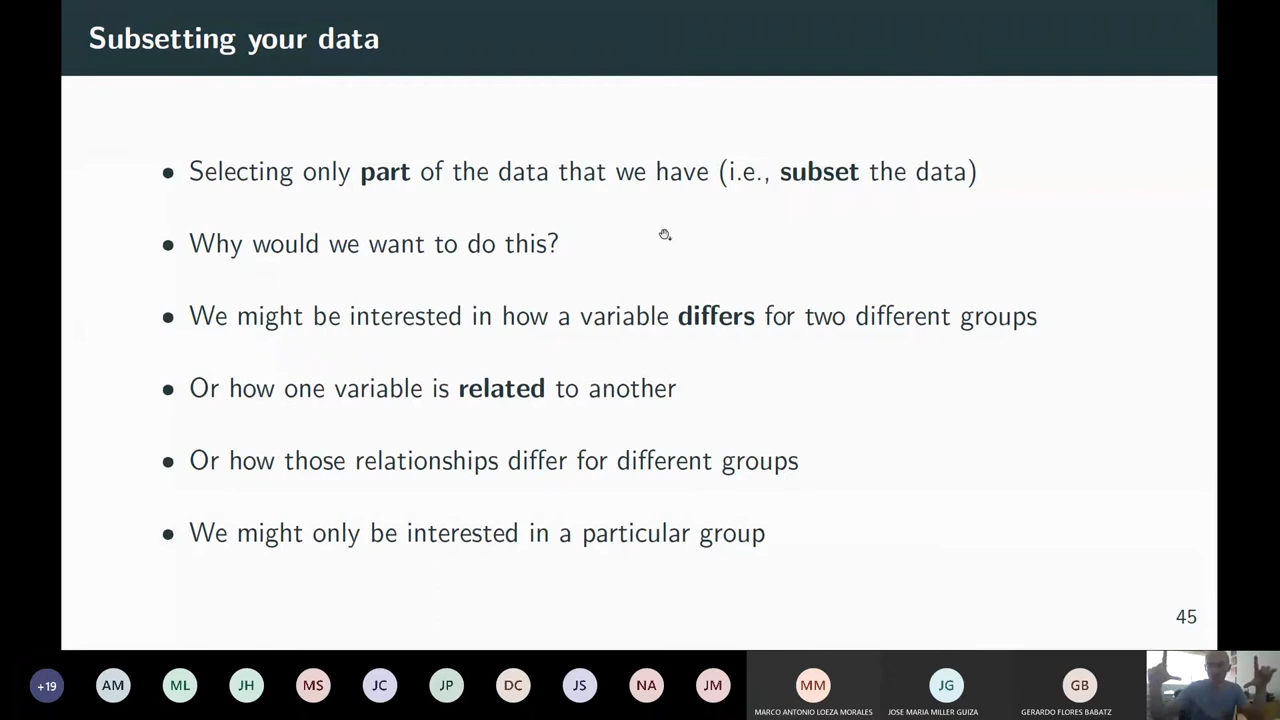 Subsetting your data
• Selecting only part of the data that we have (i.e., subset the data)
• Why would we want to do this?
• We might be interested in how a variable differs for two different groups
• Or how one variable is related to another
• Or how those relationships differ for different groups
• We might only be interested in a particular group
45
+19 AM ML JH MS JC JP DC JS NA JM MM JG GB
MARCO ANTONIO LOEZA MORALES JOSE MARIA MILLER GUIZA GERARDO FLORES BABATZ